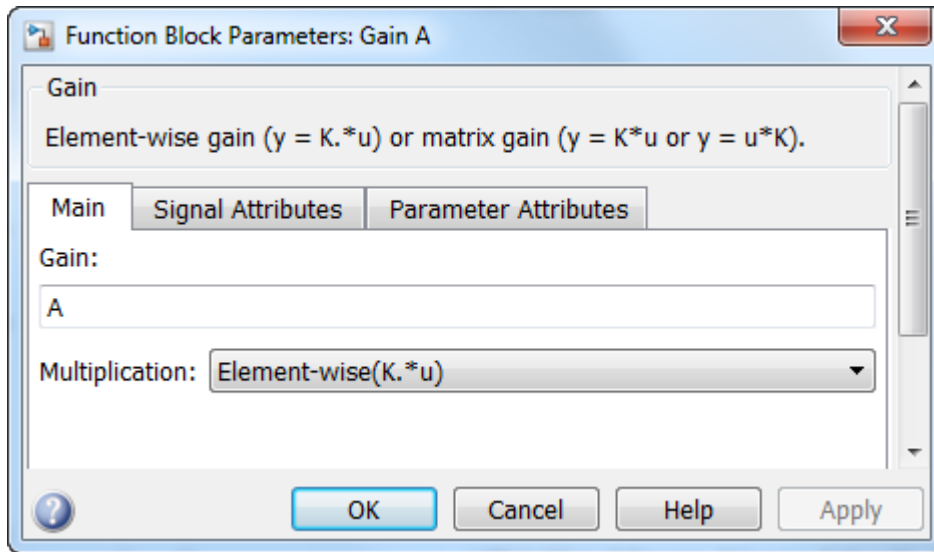 Function Block Parameters: Gain A
Gain
Element-wise gain (y = K.*u) or matrix gain (y = K*u or y = u*K).
Main Signal Attributes Parameter Attributes
Gain:
A
Multiplication: Element-wise(K.*u)
OK Cancel Help Apply